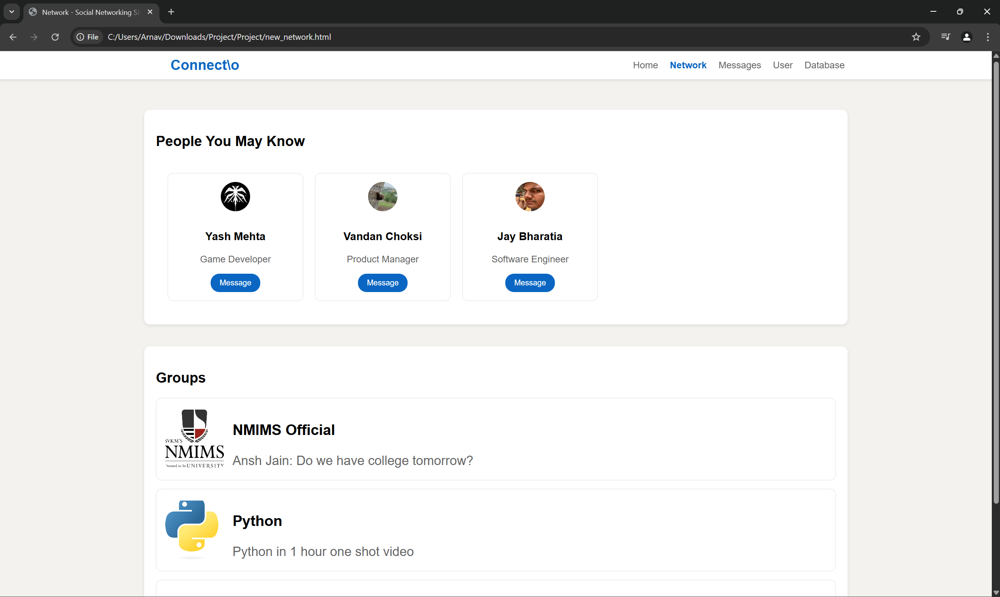 Network - Social Networking Si
File C:/Users/Arnav/Downloads/Project/Project/new_network.html
Connect\o Home Network Messages User Database
People You May Know
Yash Mehta Vandan Choksi Jay Bharatia
Game Developer Product Manager Software Engineer
Message Message Message
Groups
SVKM'S
NMIMS
Deemed to be UNIVERSITY
NMIMS Official
Ansh Jain: Do we have college tomorrow?
Python
Python in 1 hour one shot video